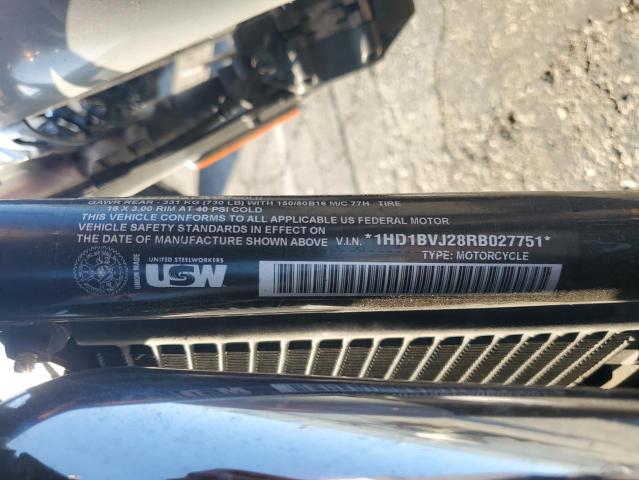 GAWR REAR - 331 KG (730 LB) WITH 150/80B16 M/C 77H TIRE
16 X 3.00 RIM AT 40 PSI COLD
THIS VEHICLE CONFORMS TO ALL APPLICABLE US FEDERAL MOTOR
VEHICLE SAFETY STANDARDS IN EFFECT ON
THE DATE OF MANUFACTURE SHOWN ABOVE V.I.N. *1HD1BVJ28RB027751*
TYPE: MOTORCYCLE
UNION MADE
UNITED STEELWORKERS
USW